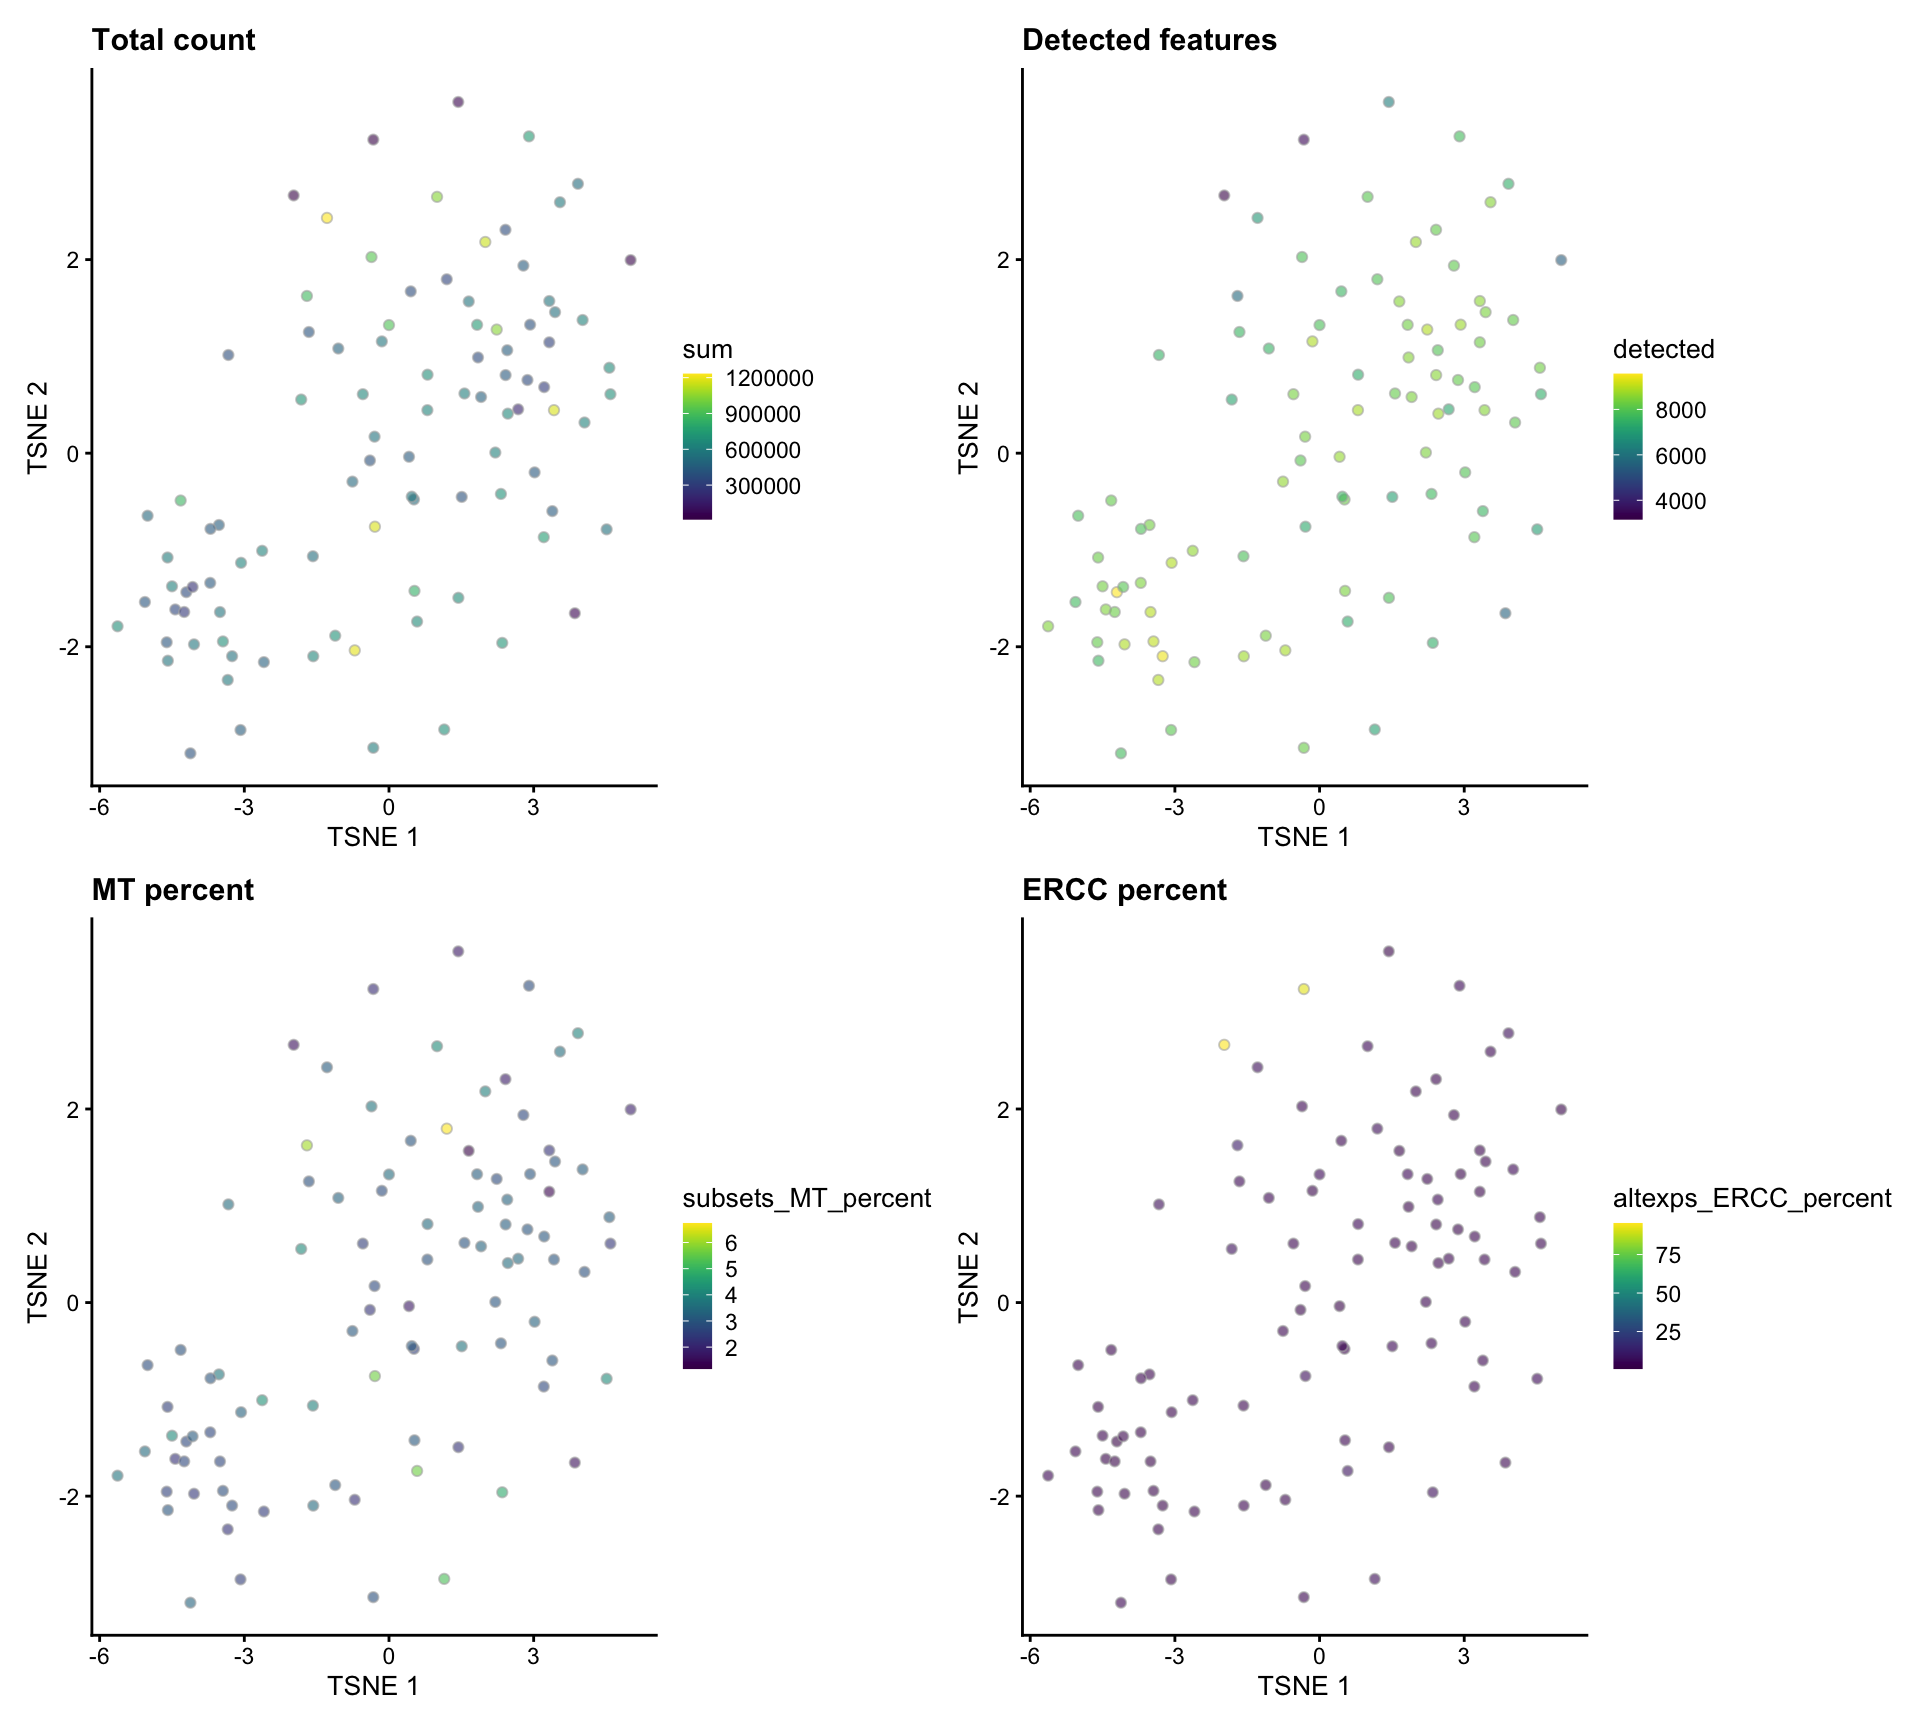 Total count
2
0
-2
TSNE 2
-6 -3 0 3
TSNE 1
sum
1200000
900000
600000
300000
Detected features
2
0
-2
TSNE 2
-6 -3 0 3
TSNE 1
detected
8000
6000
4000
MT percent
2
0
-2
TSNE 2
-6 -3 0 3
TSNE 1
subsets_MT_percent
6
5
4
3
2
ERCC percent
2
0
-2
TSNE 2
-6 -3 0 3
TSNE 1
altexps_ERCC_percent
75
50
25